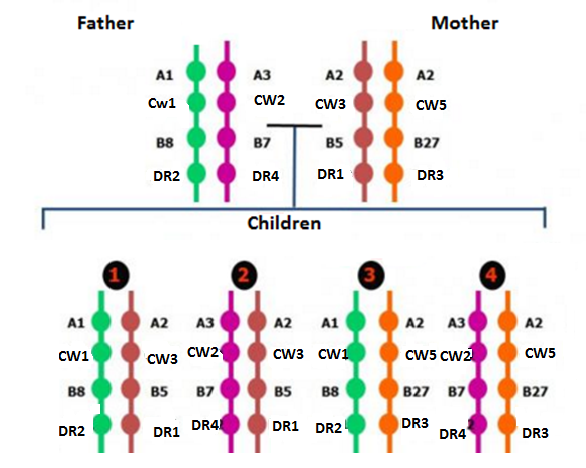 Father Mother
A1 A3 A2 A2
Cw1 CW2 CW3 CW5
B8 B7 B5 B27
DR2 DR4 DR1 DR3
Children
1 2 3 4
A1 A2 A3 A2 A1 A2 A3 A2
CW1 CW3 CW2 CW3 CW1 CW5 CW2 CW5
B8 B5 B7 B5 B8 B27 B7 B27
DR2 DR1 DR4 DR1 DR2 DR3 DR4 DR3